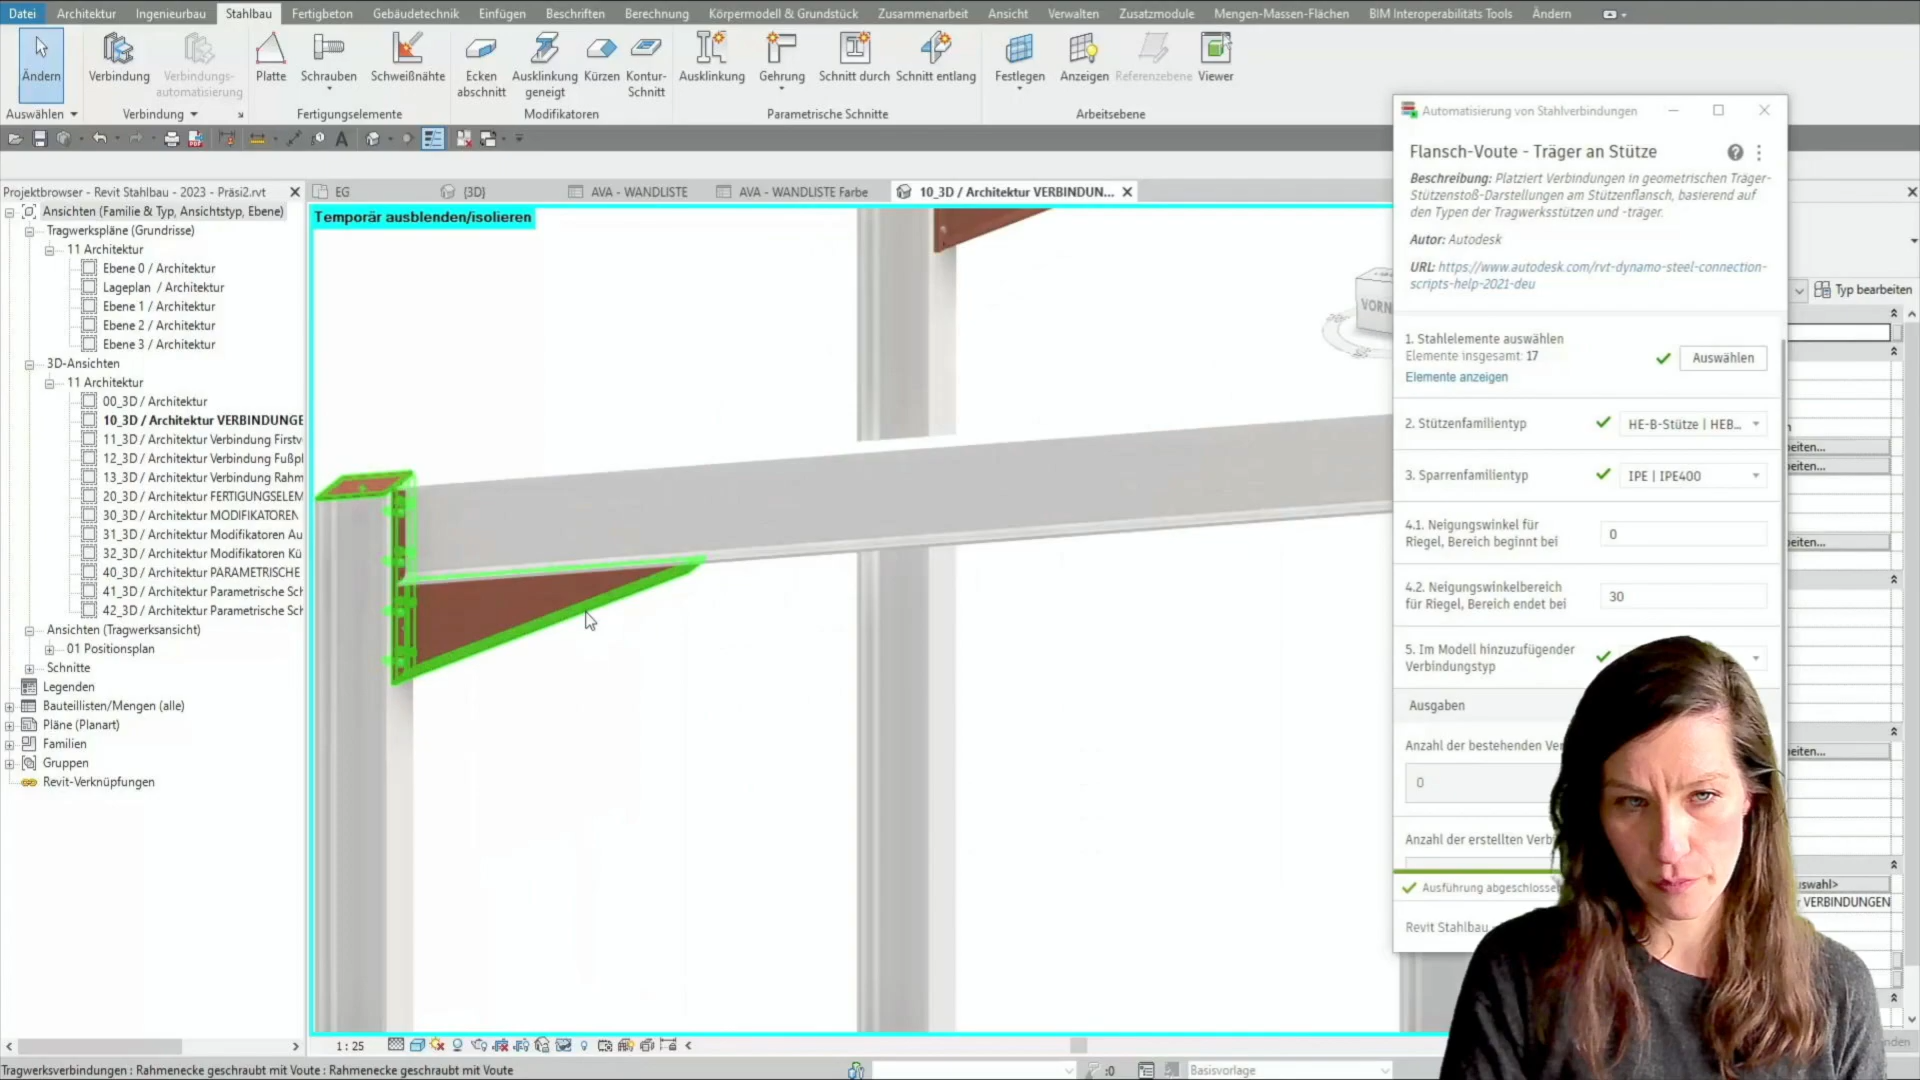 Datei Architektur Ingenieurbau Stahlbau Fertigbeton Gebäudetechnik Einfügen Beschriften Berechnung Körpermodell & Grundstück Zusammenarbeit Ansicht Verwalten Zusatzmodule Mengen-Massen-Flächen BIM Interoperabilitäts Tools Ändern
Ändern Verbindung Verbindungs- Platte Schrauben Schweißnähte Ecken Ausklinkung Kürzen Kontur- Ausklinkung Gehrung Schnitt durch Schnitt entlang Festlegen Anzeigen Referenzebene Viewer
automatisierung abschnitt geneigt Schnitt
Auswählen Verbindung Fertigungselemente Modifikatoren Parametrische Schnitte Arbeitsebene
Projektbrowser - Revit Stahlbau - 2023 - Präsi2.rvt
Ansichten (Familie & Typ, Ansichtstyp, Ebene)
Tragwerkspläne (Grundrisse)
11 Architektur
Ebene 0 / Architektur
Lageplan / Architektur
Ebene 1 / Architektur
Ebene 2 / Architektur
Ebene 3 / Architektur
3D-Ansichten
11 Architektur
00_3D / Architektur
10_3D / Architektur VERBINDUNGE
11_3D / Architektur Verbindung Firstv
12_3D / Architektur Verbindung Fußpl
13_3D / Architektur Verbindung Rahm
20_3D / Architektur FERTIGUNGSELEM
30_3D / Architektur MODIFIKATOREN
31_3D / Architektur Modifikatoren Au
32_3D / Architektur Modifikatoren Kü
40_3D / Architektur PARAMETRISCHE
41_3D / Architektur Parametrische Sch
42_3D / Architektur Parametrische Sch
Ansichten (Tragwerksansicht)
01 Positionsplan
Schnitte
Legenden
Bauteillisten/Mengen (alle)
Pläne (Planart)
Familien
Gruppen
Revit-Verknüpfungen
EG {3D} AVA - WANDLISTE AVA - WANDLISTE Farbe 10_3D / Architektur VERBINDUN...
Temporär ausblenden/isolieren
VORN
Automatisierung von Stahlverbindungen
Flansch-Voute - Träger an Stütze
Beschreibung: Platziert Verbindungen in geometrischen Träger-
Stützenstoß-Darstellungen am Stützenflansch, basierend auf
den Typen der Tragwerksstützen und -träger.
Autor: Autodesk
URL: https://www.autodesk.com/rvt-dynamo-steel-connection-
scripts-help-2021-deu
1. Stahlelemente auswählen
Elemente insgesamt: 17
Auswählen
Elemente anzeigen
2. Stützenfamilientyp HE-B-Stütze | HEB...
3. Sparrenfamilientyp IPE | IPE400
4.1. Neigungswinkel für
Riegel, Bereich beginnt bei
0
4.2. Neigungswinkelbereich
für Riegel, Bereich endet bei
30
5. Im Modell hinzuzufügender
Verbindungstyp
Ausgaben
Anzahl der bestehenden Ve
0
Anzahl der erstellten Verb
Ausführung abgeschlosse
Revit Stahlbau
Typ bearbeiten
eiten...
eiten...
eiten...
eiten...
uswahl>
VERBINDUNGEN
1 : 25
Tragwerksverbindungen : Rahmenecke geschraubt mit Voute : Rahmenecke geschraubt mit Voute
:0
Basisvorlage